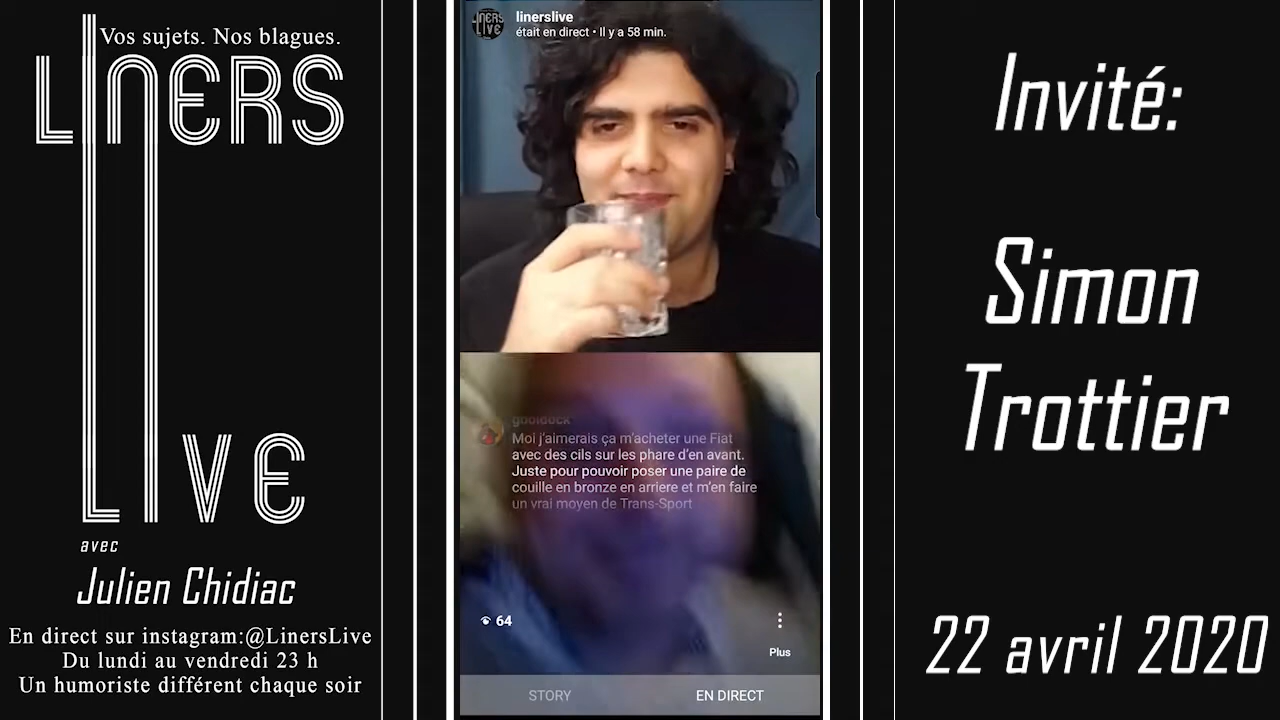 Vos sujets. Nos blagues.
LINERS
LIVE
avec
Julien Chidiac
En direct sur instagram:@LinersLive
Du lundi au vendredi 23 h
Un humoriste différent chaque soir
LINERS
LIVE
linerslive
était en direct • Il y a 58 min.
gooldock
Moi j'aimerais ça m'acheter une Fiat
avec des cils sur les phare d'en avant.
Juste pour pouvoir poser une paire de
couille en bronze en arriere et m'en faire
un vrai moyen de Trans-Sport
64
Plus
STORY
EN DIRECT
Invité:
Simon
Trottier
22 avril 2020